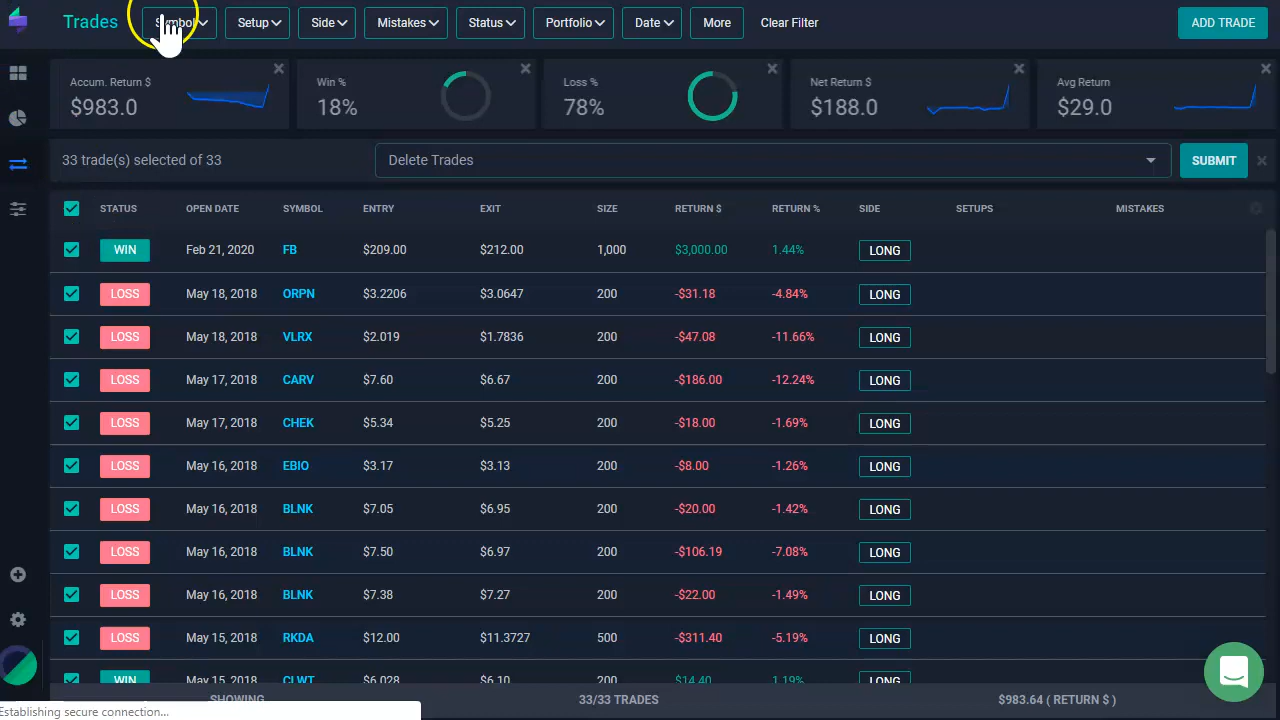 Trades Symbol Setup Side Mistakes Status Portfolio Date More Clear Filter ADD TRADE
Accum. Return $ Win % Loss % Net Return $ Avg Return
$983.0 18% 78% $188.0 $29.0
33 trade(s) selected of 33 Delete Trades SUBMIT
STATUS OPEN DATE SYMBOL ENTRY EXIT SIZE RETURN $ RETURN % SIDE SETUPS MISTAKES
WIN Feb 21, 2020 FB $209.00 $212.00 1,000 $3,000.00 1.44% LONG
LOSS May 18, 2018 ORPN $3.2206 $3.0647 200 -$31.18 -4.84% LONG
LOSS May 18, 2018 VLRX $2.019 $1.7836 200 -$47.08 -11.66% LONG
LOSS May 17, 2018 CARV $7.60 $6.67 200 -$186.00 -12.24% LONG
LOSS May 17, 2018 CHEK $5.34 $5.25 200 -$18.00 -1.69% LONG
LOSS May 16, 2018 EBIO $3.17 $3.13 200 -$8.00 -1.26% LONG
LOSS May 16, 2018 BLNK $7.05 $6.95 200 -$20.00 -1.42% LONG
LOSS May 16, 2018 BLNK $7.50 $6.97 200 -$106.19 -7.08% LONG
LOSS May 16, 2018 BLNK $7.38 $7.27 200 -$22.00 -1.49% LONG
LOSS May 15, 2018 RKDA $12.00 $11.3727 500 -$311.40 -5.19% LONG
WIN May 15, 2018 CLWT $6.028 $6.10 200 $14.40 1.19% LONG
SHOWING 33/33 TRADES $983.64 ( RETURN $ )
Establishing secure connection...